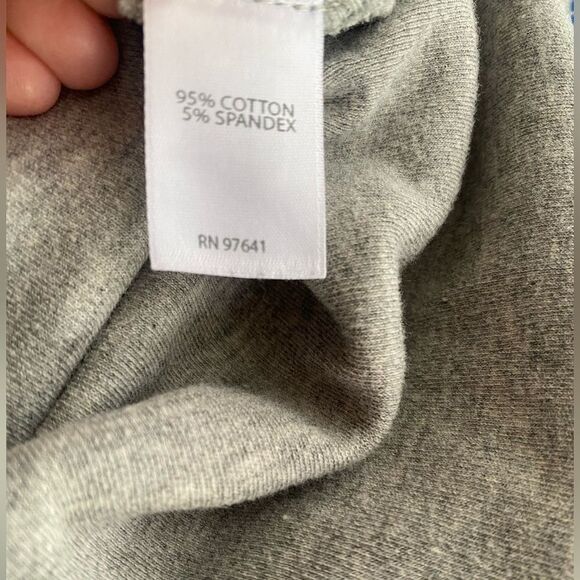 95% COTTON
5% SPANDEX
RN 97641